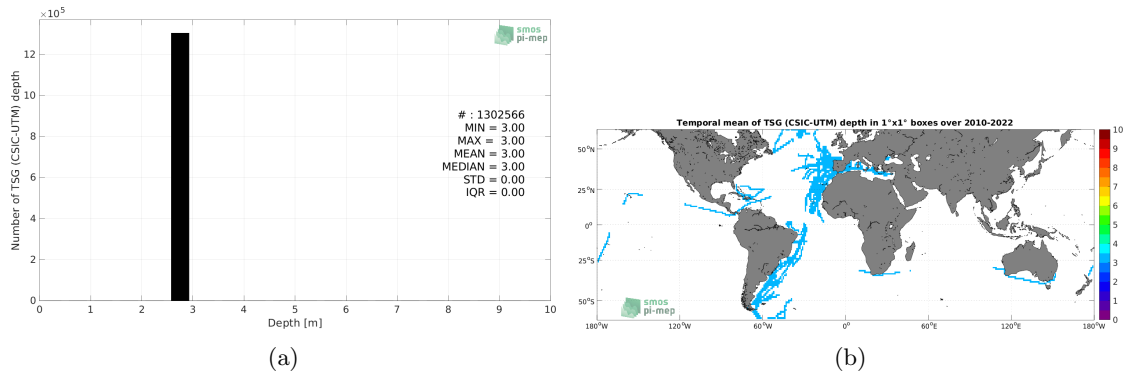 ×10⁵
smos
pi-mep
12
10
8
6
4
2
0
Number of TSG (CSIC-UTM) depth
# : 1302566
MIN = 3.00
MAX = 3.00
MEAN = 3.00
MEDIAN = 3.00
STD = 0.00
IQR = 0.00
0 1 2 3 4 5 6 7 8 9 10
Depth [m]
(a)
Temporal mean of TSG (CSIC-UTM) depth in 1°x1° boxes over 2010-2022
50°N
25°N
0°
25°S
50°S
smos
pi-mep
180°W 120°W 60°W 0° 60°E 120°E 180°E
10
9
8
7
6
5
4
3
2
1
0
(b)